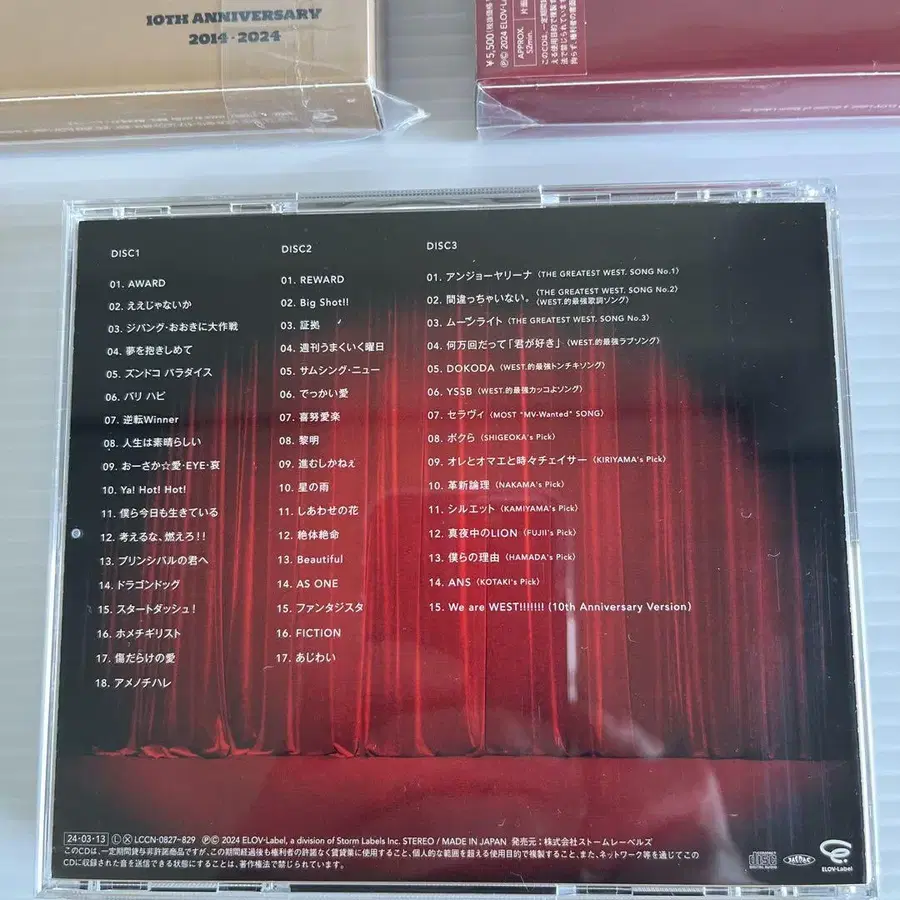 10TH ANNIVERSARY
2014-2024
¥5,500(税抜価格
℗© 2024 ELOV-Label
APPROX.
52min.
DISC1
01. AWARD
02. ええじゃないか
03. ジパング・おおきに大作戦
04. 夢を抱きしめて
05. ズンドコ パラダイス
06. バリ ハピ
07. 逆転Winner
08. 人生は素晴らしい
09. おーさか☆愛・EYE・哀
10. Ya! Hot! Hot!
11. 僕ら今日も生きている
12. 考えるな、燃えろ!!
13. プリンシパルの君へ
14. ドラゴンドッグ
15. スタートダッシュ!
16. ホメチギリスト
17. 傷だらけの愛
18. アメノチハレ
DISC2
01. REWARD
02. Big Shot!!
03. 証拠
04. 週刊うまくいく曜日
05. サムシング・ニュー
06. でっかい愛
07. 喜努愛楽
08. 黎明
09. 進むしかねぇ
10. 星の雨
11. しあわせの花
12. 絶体絶命
13. Beautiful
14. AS ONE
15. ファンタジスタ
16. FICTION
17. あじわい
DISC3
01. アンジョーヤリーナ (THE GREATEST WEST. SONG No.1)
02. 間違っちゃいない。 (THE GREATEST WEST. SONG No.2)
(WEST.的最強歌詞ソング)
03. ムーンライト (THE GREATEST WEST. SONG No.3)
04. 何万回だって「君が好き」 (WEST.的最強ラブソング)
05. DOKODA (WEST.的最強トンチキソング)
06. YSSB (WEST.的最強カッコよソング)
07. セラヴィ (MOST "MV-Wanted" SONG)
08. ボクら (SHIGEOKA's Pick)
09. オレとオマエと時々チェイサー (KIRIYAMA's Pick)
10. 革新論理 (NAKAMA's Pick)
11. シルエット (KAMIYAMA's Pick)
12. 真夜中のLION (FUJII's Pick)
13. 僕らの理由 (HAMADA's Pick)
14. ANS (KOTAKI's Pick)
15. We are WEST!!!!!!! (10th Anniversary Version)
24・03・13 Ⓛ Ⓧ LCCN-0827-829 ℗© 2024 ELOV-Label, a division of Storm Labels Inc. STEREO / MADE IN JAPAN 発売元:株式会社ストームレーベルズ
このCDは、一定期間貸与非許諾商品ですが、この期間経過後も権利者の許諾なく賃貸業に使用すること、個人的な範囲を超える使用目的で複製すること、また、ネットワーク等を通じてこの
CDに収録された音を送信できる状態にすることは、著作権法で禁じられています。
COMPACT
disc
DIGITAL AUDIO
JASRAC
ELOV-Label